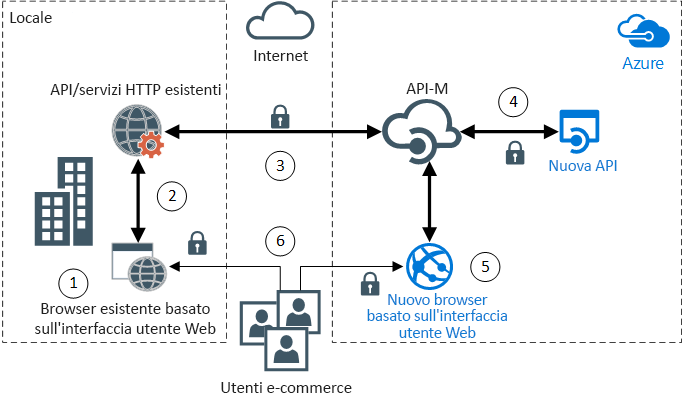 Locale
Internet
Azure
API/servizi HTTP esistenti
API-M
4
Nuova API
3
2
6
5
1
Browser esistente basato
sull'interfaccia utente Web
Nuovo browser
basato sull'interfaccia
utente Web
Utenti e-commerce